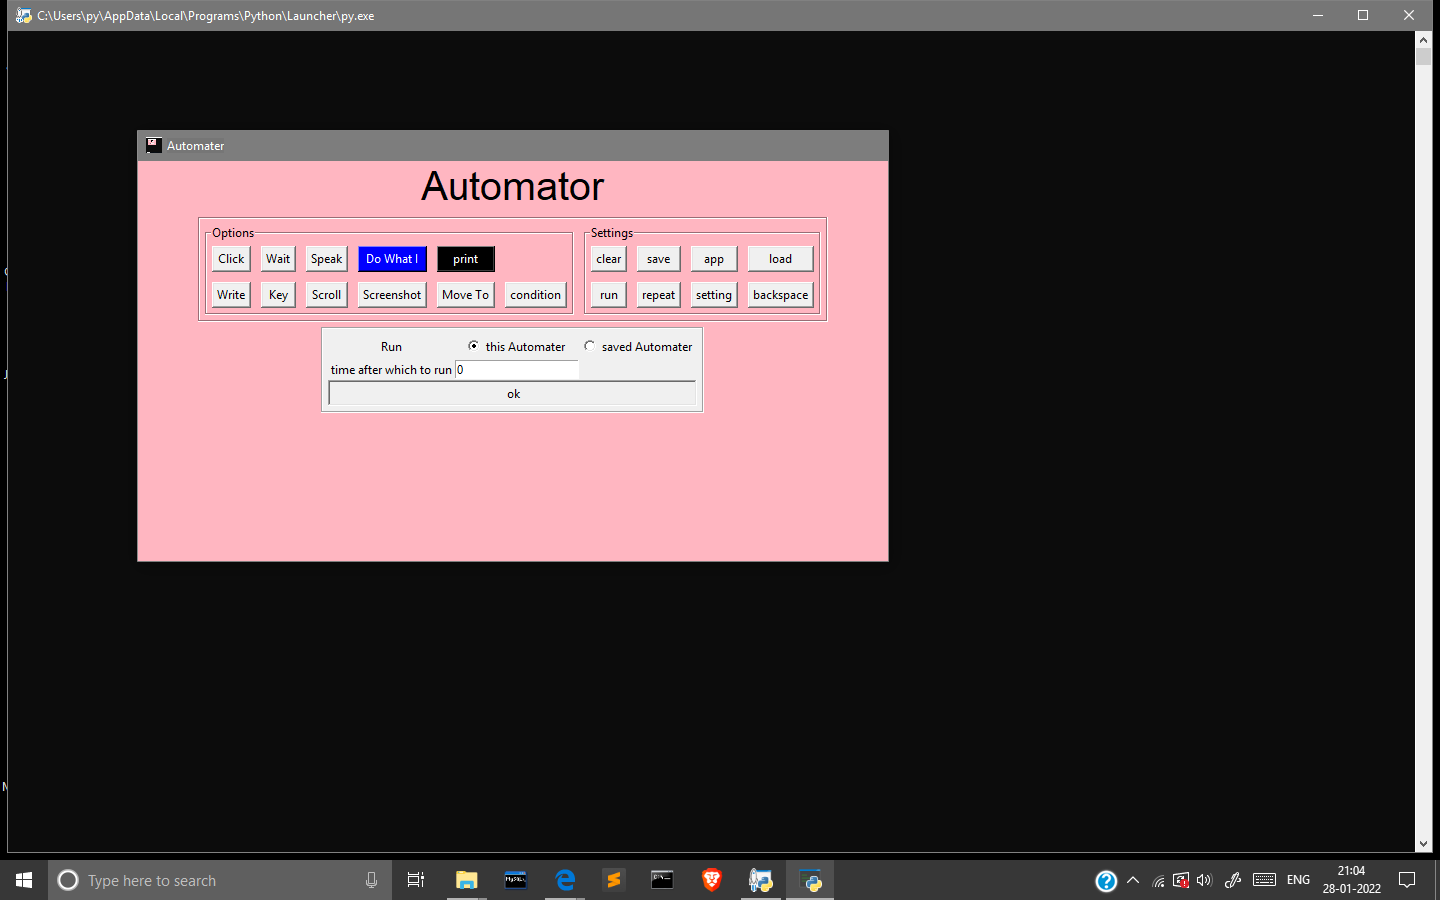 C:\Users\py\AppData\Local\Programs\Python\Launcher\py.exe
Automater
Automator
Options
Settings
Click Wait Speak Do What I print
clear save app load
Write Key Scroll Screenshot Move To condition
run repeat setting backspace
Run this Automater saved Automater
time after which to run 0
ok
Type here to search
ENG
21:04
28-01-2022